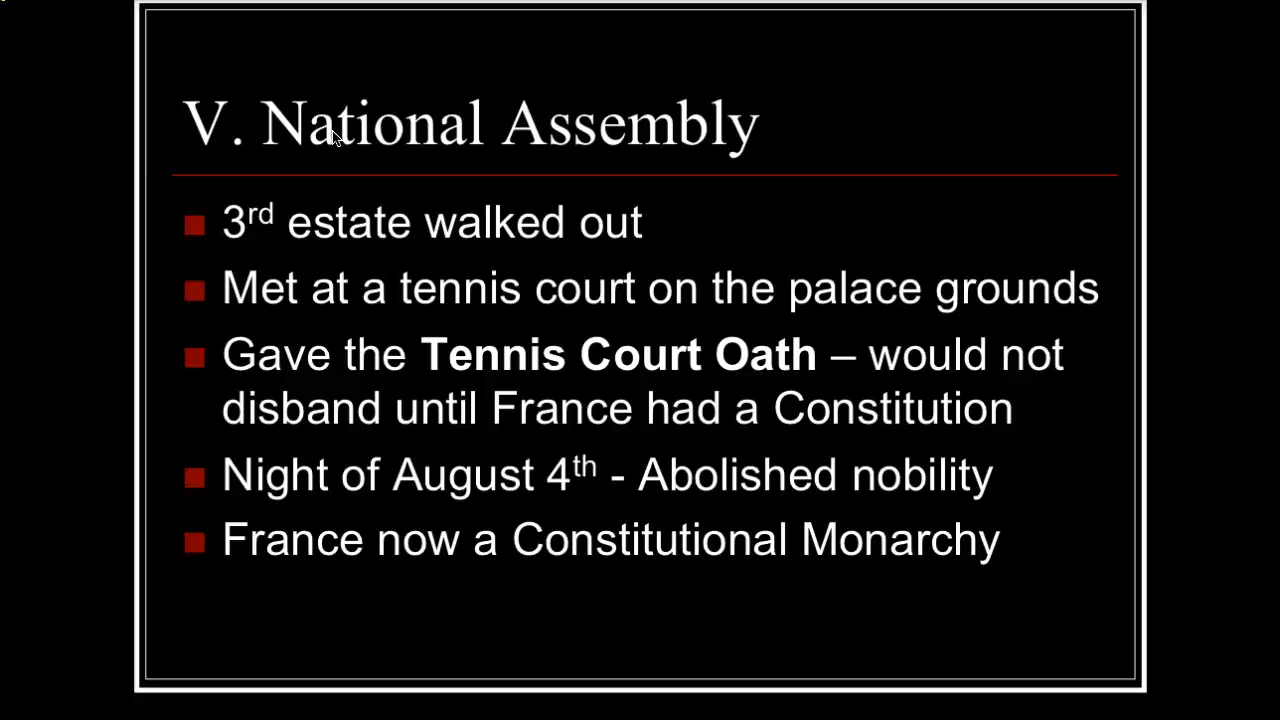 V. National Assembly
3rd estate walked out
Met at a tennis court on the palace grounds
Gave the Tennis Court Oath – would not
disband until France had a Constitution
Night of August 4th - Abolished nobility
France now a Constitutional Monarchy